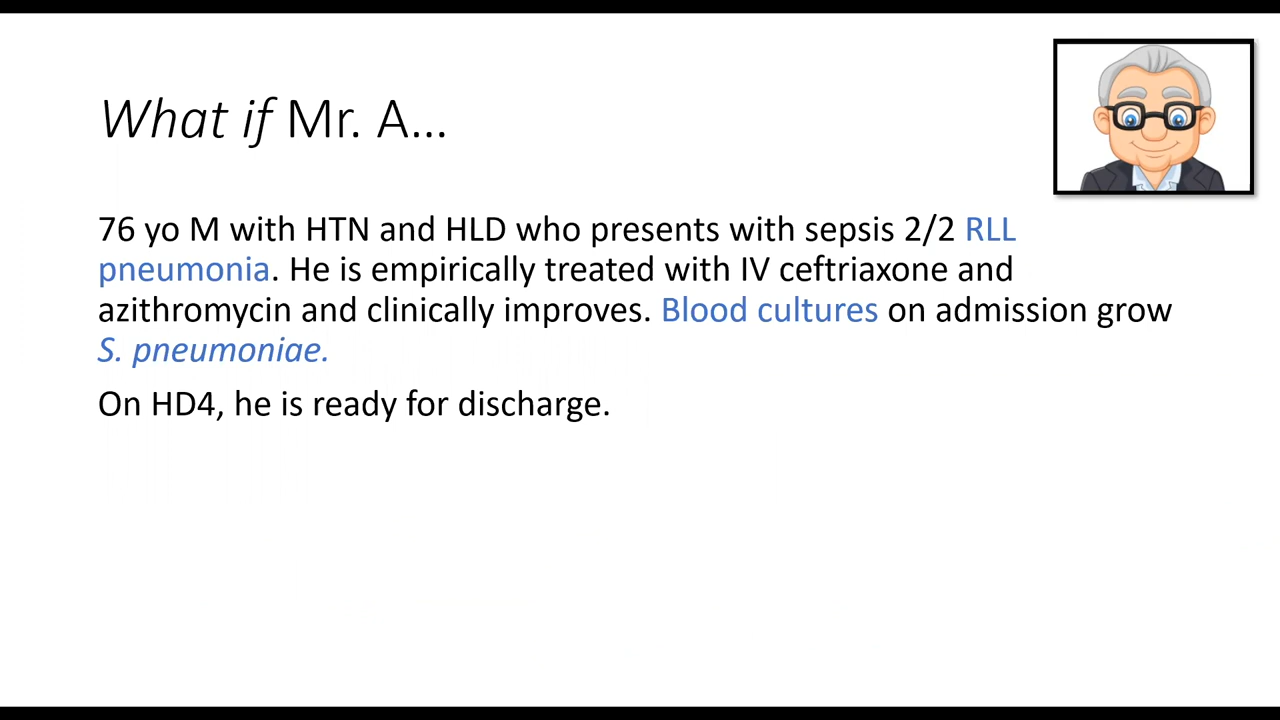 What if Mr. A...
76 yo M with HTN and HLD who presents with sepsis 2/2 RLL
pneumonia. He is empirically treated with IV ceftriaxone and
azithromycin and clinically improves. Blood cultures on admission grow
S. pneumoniae.
On HD4, he is ready for discharge.